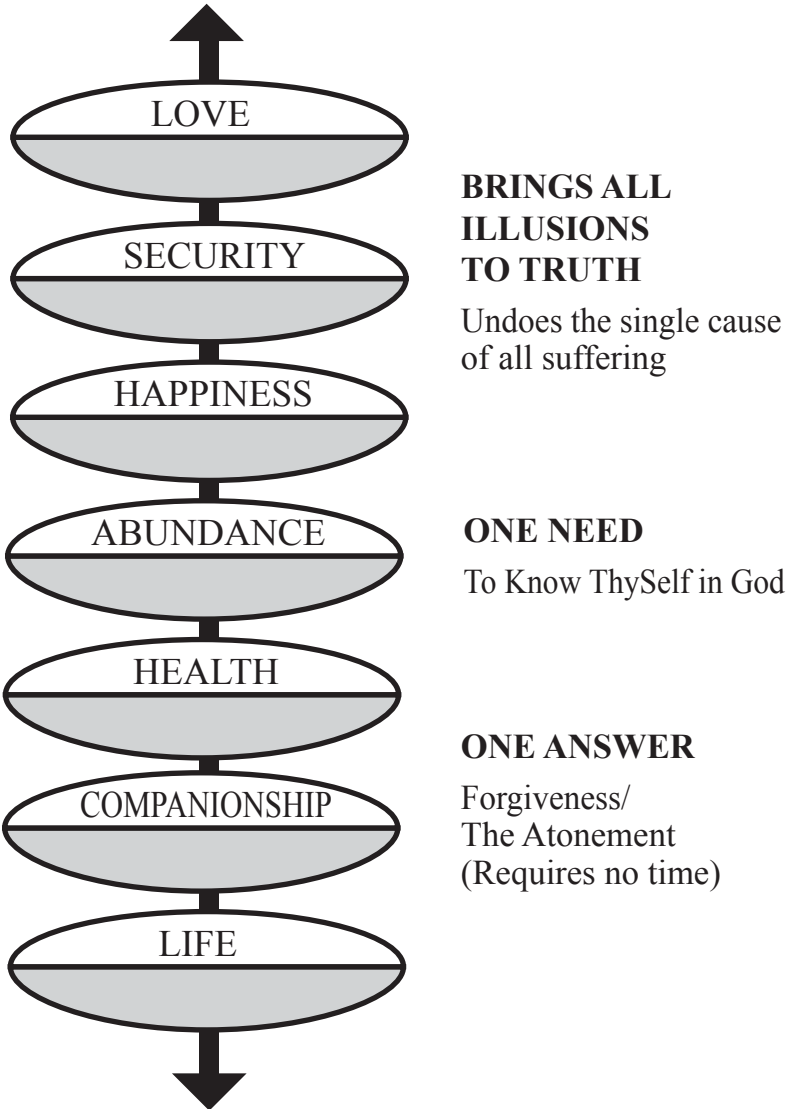 LOVE
SECURITY
HAPPINESS
ABUNDANCE
HEALTH
COMPANIONSHIP
LIFE
BRINGS ALL
ILLUSIONS
TO TRUTH
Undoes the single cause
of all suffering
ONE NEED
To Know ThySelf in God
ONE ANSWER
Forgiveness/
The Atonement
(Requires no time)